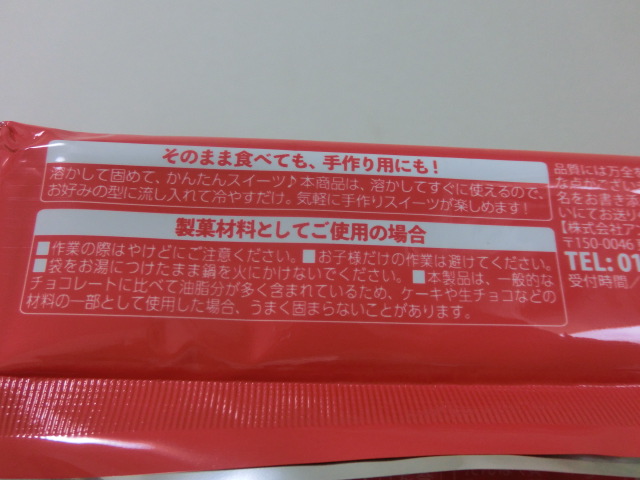 そのまま食べても、手作り用にも!
溶かして固めて、かんたんスイーツ♪本商品は、溶かしてすぐに使えるので、
お好みの型に流し入れて冷やすだけ。気軽に手作りスイーツが楽しめます!
製菓材料としてご使用の場合
■作業の際はやけどにご注意ください。■お子様だけの作業は避けてください。
■袋をお湯につけたまま鍋を火にかけないでください。■本製品は、一般的な
チョコレートに比べて油脂分が多く含まれているため、ケーキや生チョコなどの
材料の一部として使用した場合、うまく固まらないことがあります。
品質には万全
な点がござい
名をお書き添
いにてお送り
【株式会社ア
〒150-0046
TEL: 01
受付時間/